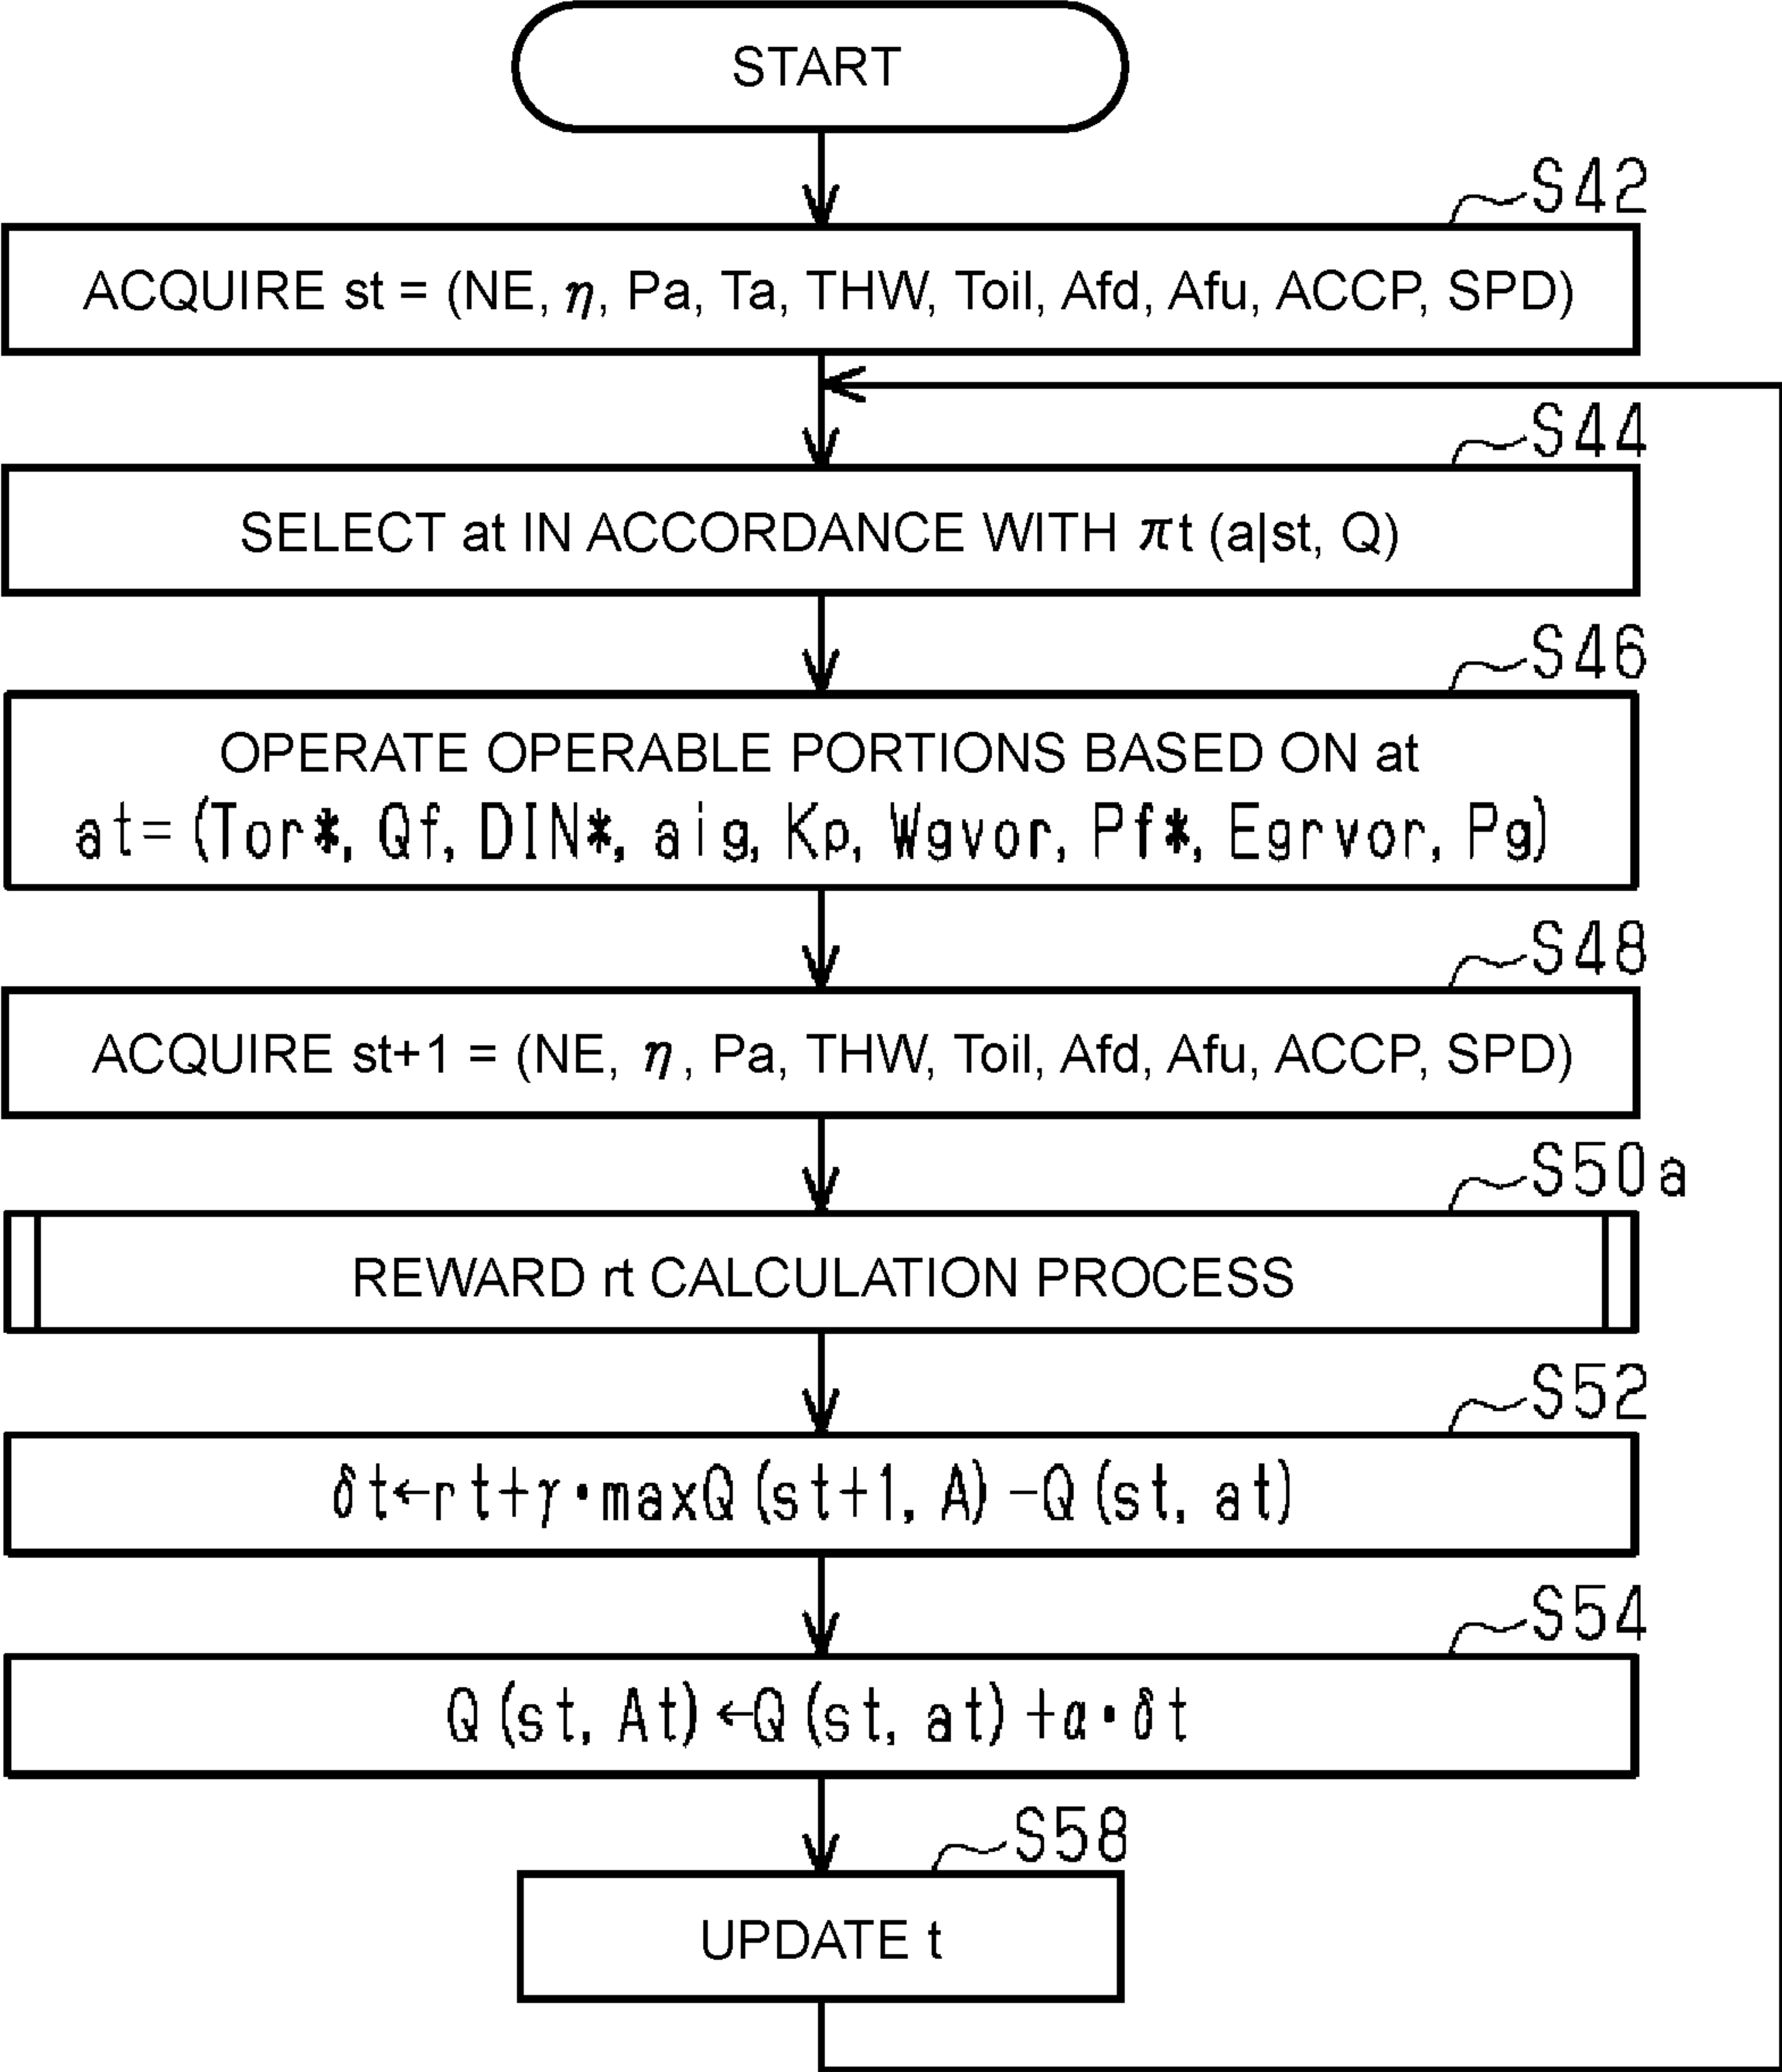 START
S42
ACQUIRE st = (NE, η, Pa, Ta, THW, Toil, Afd, Afu, ACCP, SPD)
S44
SELECT at IN ACCORDANCE WITH πt (a|st, Q)
S46
OPERATE OPERABLE PORTIONS BASED ON at
at=(Tor*, Qf, DIN*, aig, Kp, Wgvor, Pf*, Egrvor, Pg)
S48
ACQUIRE st+1 = (NE, η, Pa, THW, Toil, Afd, Afu, ACCP, SPD)
S50a
REWARD rt CALCULATION PROCESS
S52
δt←rt+γ・maxQ(st+1, A)-Q(st, at)
S54
Q(st, At)←Q(st, at)+α・δt
S58
UPDATE t